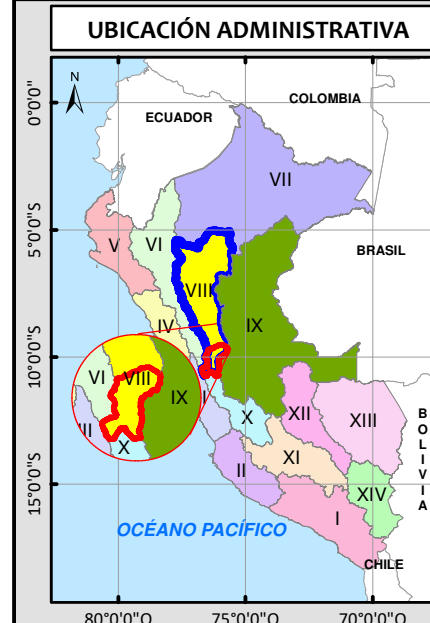 UBICACIÓN ADMINISTRATIVA
N
0°0'0"
COLOMBIA
ECUADOR
VII
5°0'0"S
V
VI
BRASIL
VIII
IV
IX
10°0'0"S
VI
VIII
IX
III
X
I
X
XII
XIII
II
XI
BOLIVIA
15°0'0"S
XIV
I
OCÉANO PACÍFICO
CHILE
80°0'0"O
75°0'0"O
70°0'0"O